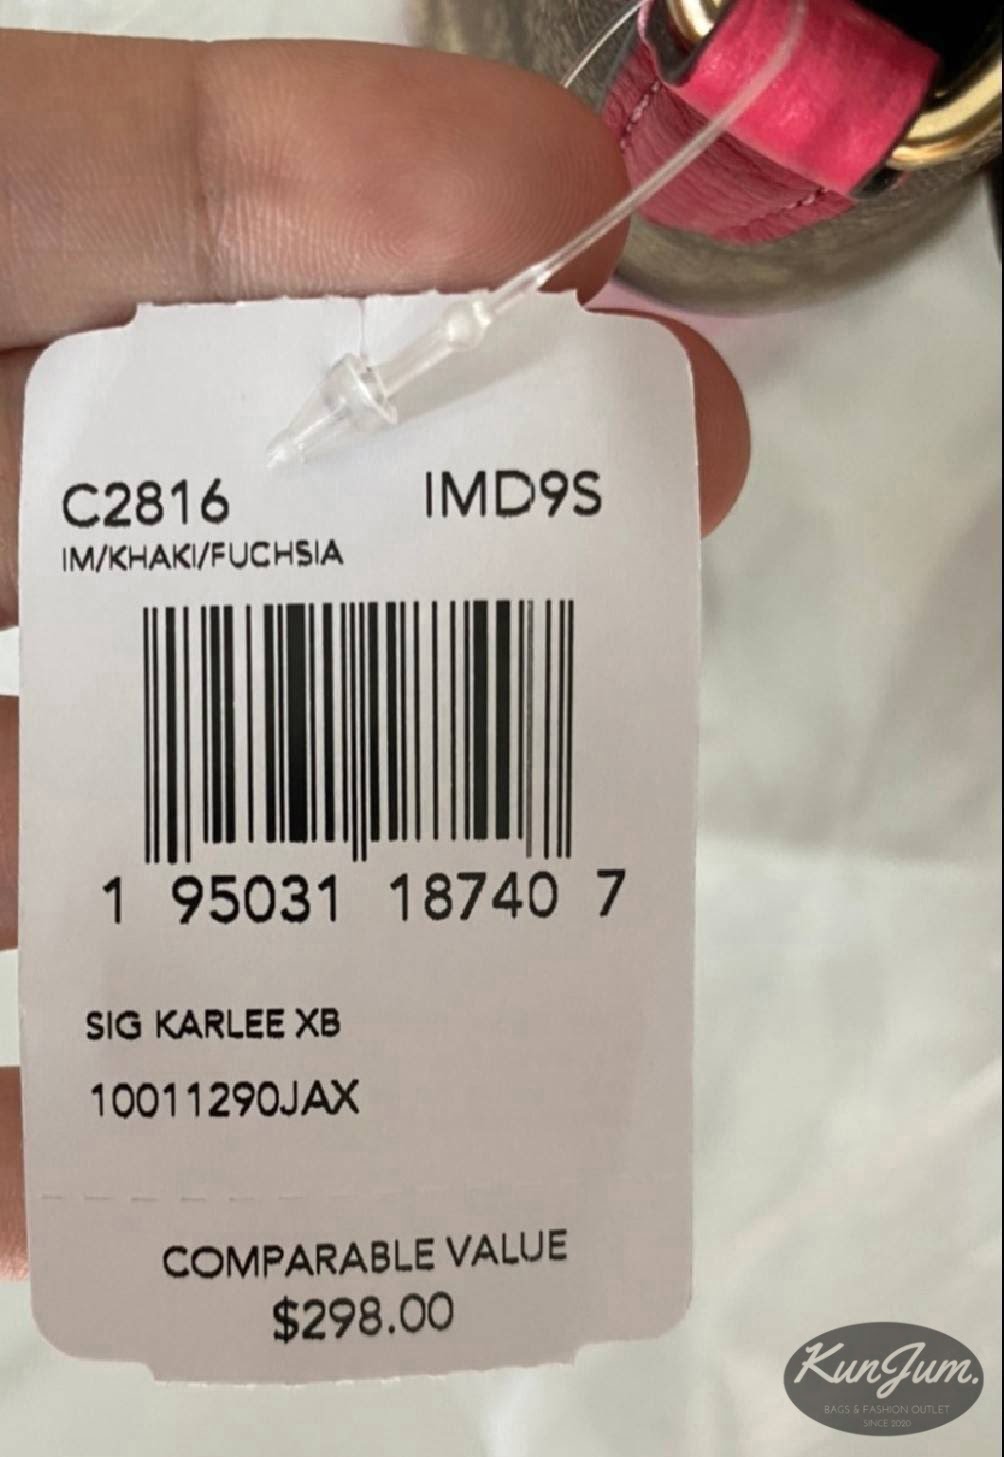 C2816 IMD9S
IM/KHAKI/FUCHSIA
1 95031 18740 7
SIG KARLEE XB
10011290JAX
COMPARABLE VALUE
$298.00
KunJum.
BAGS & FASHION OUTLET
SINCE 2020